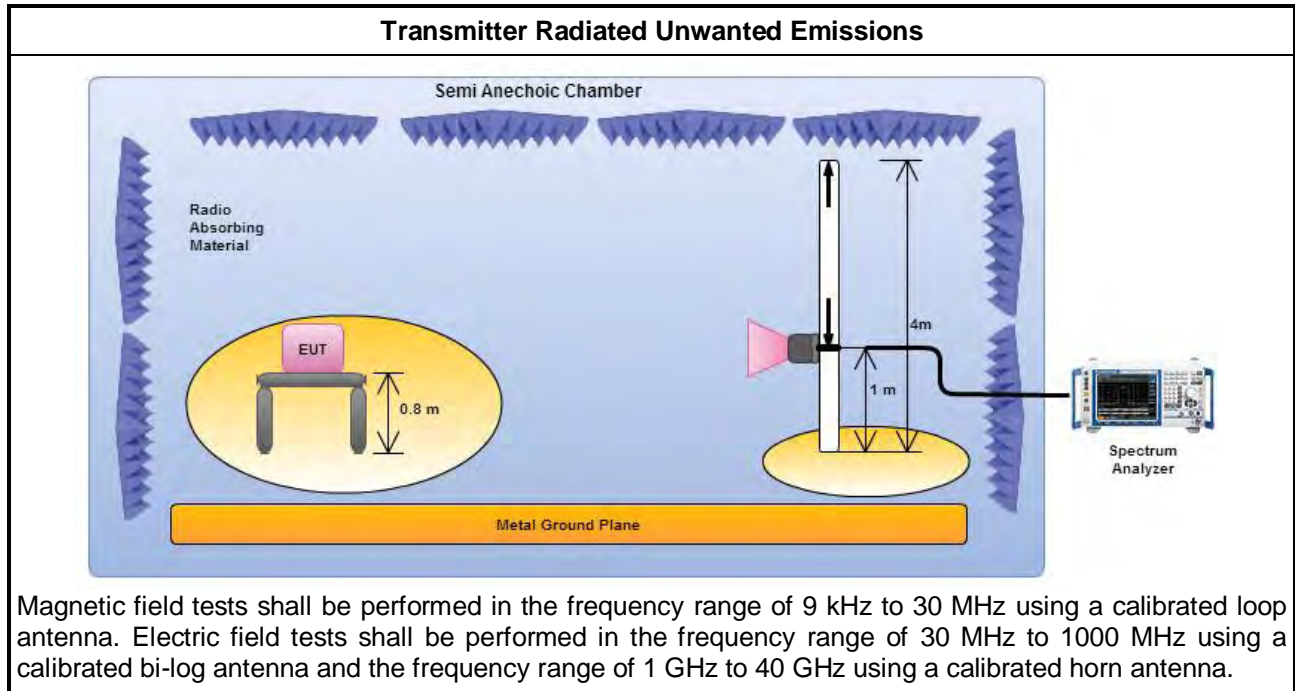 Transmitter Radiated Unwanted Emissions
Semi Anechoic Chamber
Radio
Absorbing
Material
EUT
0.8 m
4m
1 m
Spectrum
Analyzer
Metal Ground Plane
Magnetic field tests shall be performed in the frequency range of 9 kHz to 30 MHz using a calibrated loop
antenna. Electric field tests shall be performed in the frequency range of 30 MHz to 1000 MHz using a
calibrated bi-log antenna and the frequency range of 1 GHz to 40 GHz using a calibrated horn antenna.